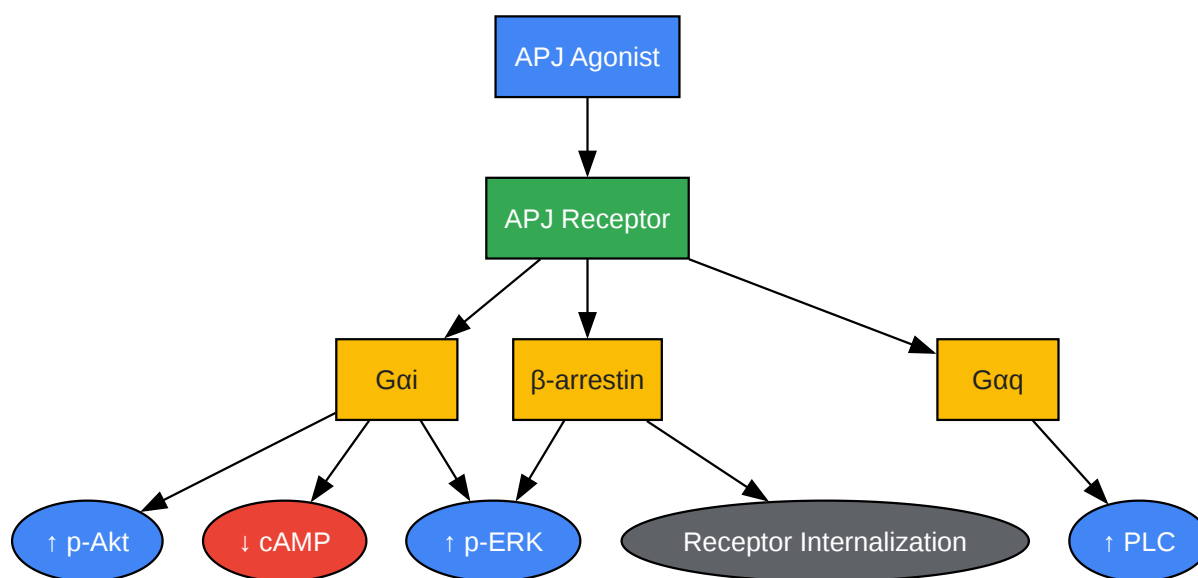 APJ Agonist
APJ Receptor
Gαi
β-arrestin
Gαq
↑ p-Akt
↓ cAMP
↑ p-ERK
Receptor Internalization
↑ PLC